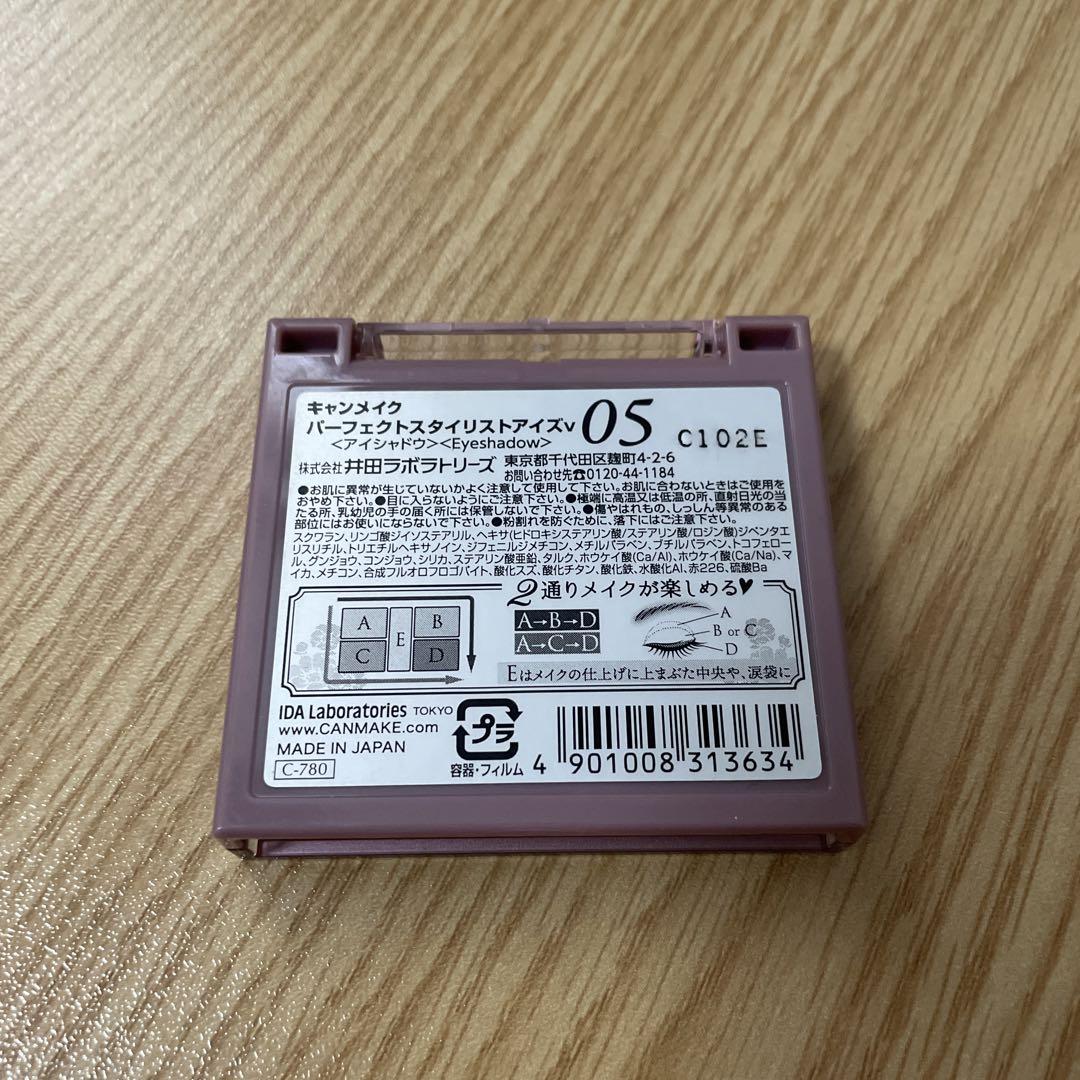 キャンメイク
パーフェクトスタイリストアイズv 05 C102E
<アイシャドウ><Eyeshadow>
株式会社 井田ラボラトリーズ 東京都千代田区麹町4-2-6
お問い合わせ先☎0120-44-1184
●お肌に異常が生じていないかよく注意して使用して下さい。お肌に合わないときはご使用を
おやめ下さい。●目に入らないようにご注意下さい。●極端に高温又は低温の所、直射日光の当
たる所、乳幼児の手の届く所には保管しないで下さい。●傷やはれもの、しっしん等異常のある
部位にはお使いにならないで下さい。●粉割れを防ぐために、落下にはご注意下さい。
スクワラン、リンゴ酸ジイソステアリル、ヘキサ(ヒドロキシステアリン酸/ステアリン酸/ロジン酸)ジペンタエ
リスリチル、トリエチルヘキサノイン、ジフェニルジメチコン、メチルパラベン、ブチルパラベン、トコフェロー
ル、グンジョウ、コンジョウ、シリカ、ステアリン酸亜鉛、タルク、ホウケイ酸(Ca/Al)、ホウケイ酸(Ca/Na)、マ
イカ、メチコン、合成フルオロフロゴパイト、酸化スズ、酸化チタン、酸化鉄、水酸化Al、赤226、硫酸Ba
2通りメイクが楽しめる♥
A B
E
C D
A→B→D
A→C→D
A
B or C
D
Eはメイクの仕上げに上まぶた中央や、涙袋に
IDA Laboratories TOKYO
www.CANMAKE.com
MADE IN JAPAN
C-780
プラ
容器・フィルム
4 901008 313634